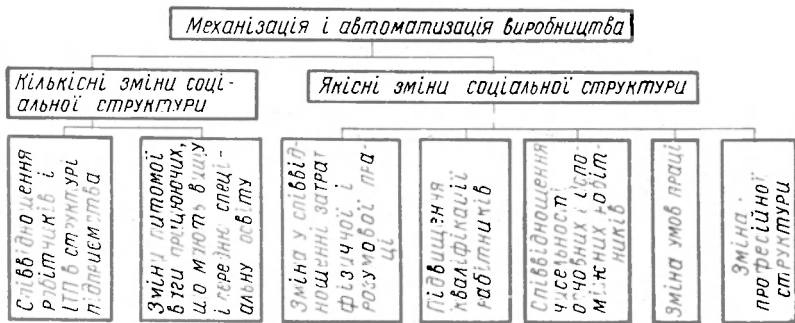 Механізація і автоматизація виробництва
Кількісні зміни соці-
альної структури
Якісні зміни соціальної структури
Співвідношення
робітників і
ІТП в структурі
підприємства
Зміни питомої
ваги працюючих,
що мають вищу
і середню спеці-
альну освіту
Зміна у співвід-
ношенні затрат
фізичної і
розумової пра-
ці
Підвищення
кваліфікації
робітників
Співвідношення
чисельності
основних і допо-
міжних робіт-
ників
Зміна умов праці
Зміна
професійної
структури